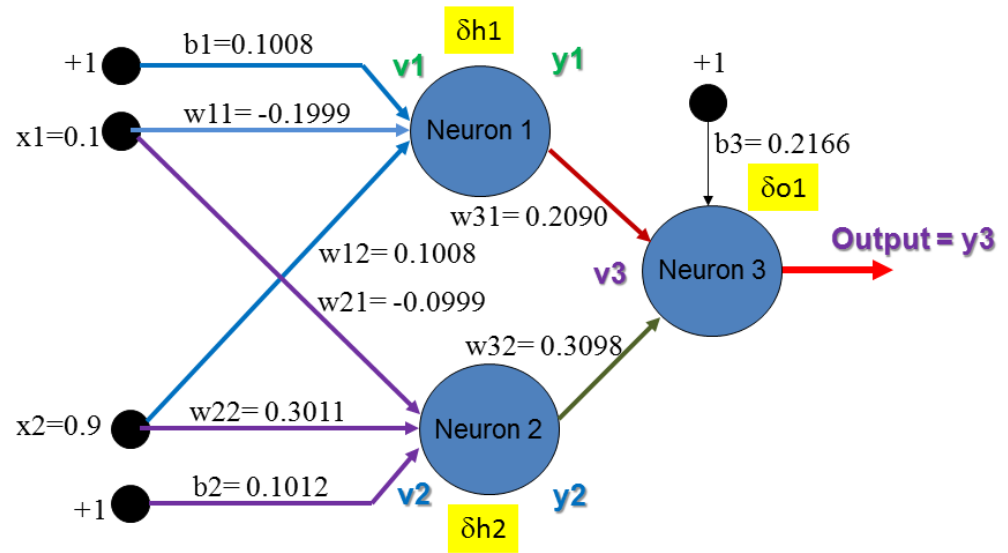 δh1
b1=0.1008
+1
v1
y1
+1
w11= -0.1999
Neuron 1
x1=0.1
b3= 0.2166
δo1
w31= 0.2090
Output = y3
w12= 0.1008
v3
Neuron 3
w21= -0.0999
w32= 0.3098
w22= 0.3011
x2=0.9
Neuron 2
b2= 0.1012
v2
y2
+1
δh2